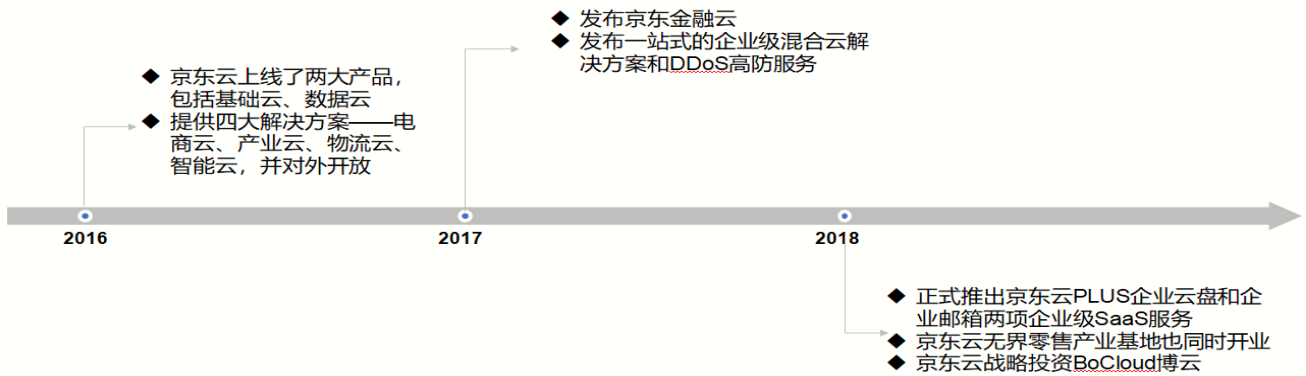 ◆ 发布京东金融云
◆ 发布一站式的企业级混合云解
决方案和DDoS高防服务
◆ 京东云上线了两大产品，
包括基础云、数据云
◆ 提供四大解决方案——电
商云、产业云、物流云、
智能云，并对外开放
2016
2017
2018
◆ 正式推出京东云PLUS企业云盘和企
业邮箱两项企业级SaaS服务
◆ 京东云无界零售产业基地也同时开业
◆ 京东云战略投资BoCloud博云